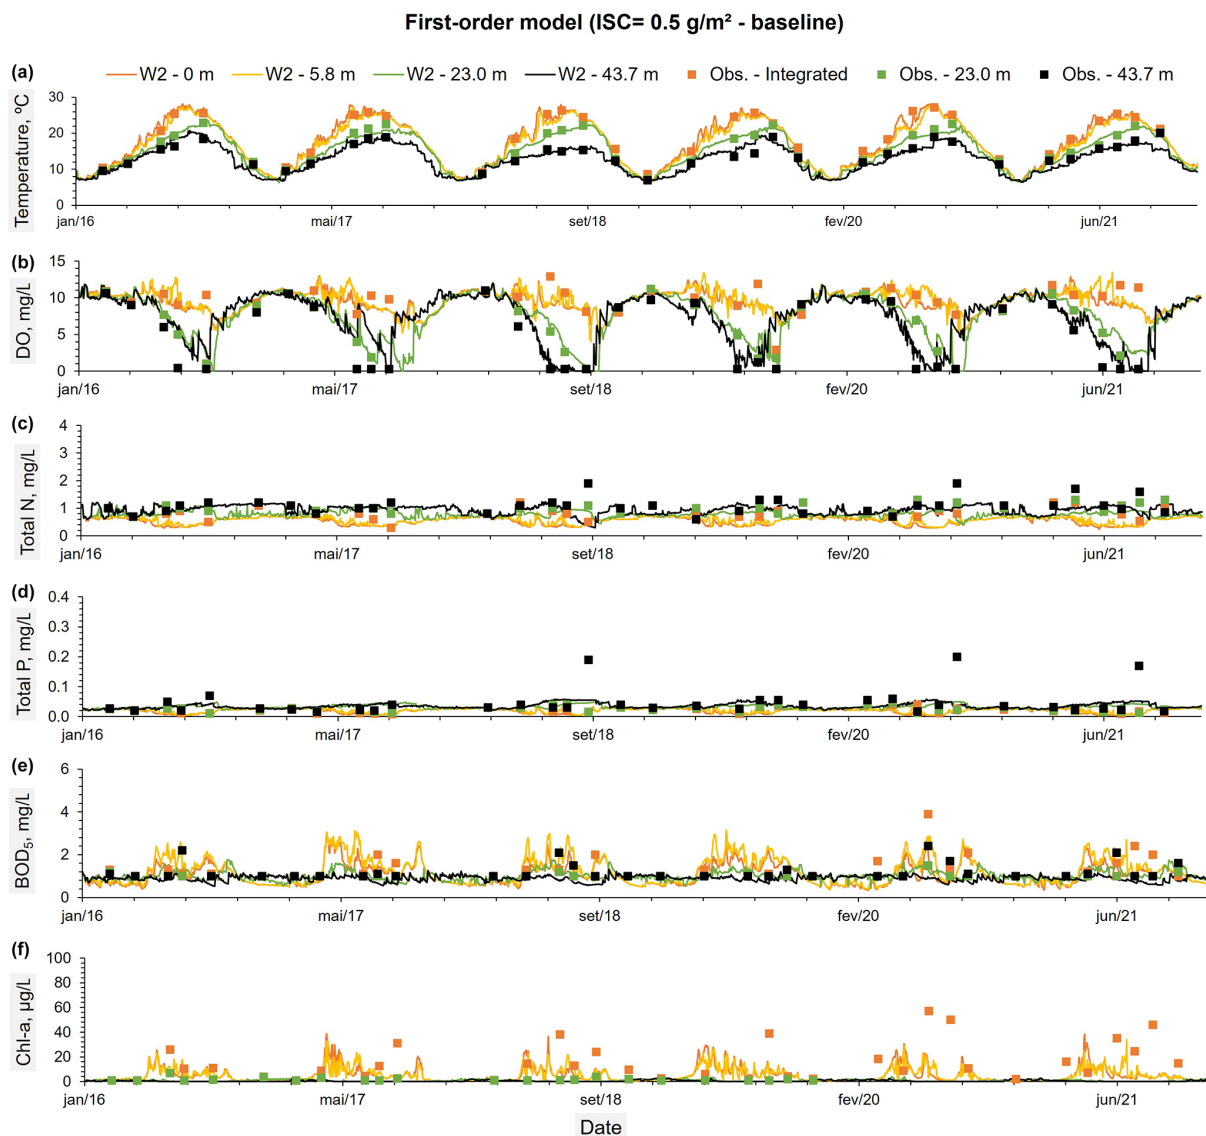 First-order model (ISC= 0.5 g/m² - baseline)
(a)
W2 - 0 m W2 - 5.8 m W2 - 23.0 m W2 - 43.7 m Obs. - Integrated Obs. - 23.0 m Obs. - 43.7 m
Temperature, ºC
30
20
10
0
jan/16 mai/17 set/18 fev/20 jun/21
(b)
DO, mg/L
15
10
5
0
jan/16 mai/17 set/18 fev/20 jun/21
(c)
Total N, mg/L
4
3
2
1
0
jan/16 mai/17 set/18 fev/20 jun/21
(d)
Total P, mg/L
0.4
0.3
0.2
0.1
0.0
jan/16 mai/17 set/18 fev/20 jun/21
(e)
BOD₅, mg/L
6
4
2
0
jan/16 mai/17 set/18 fev/20 jun/21
(f)
Chl-a, µg/L
100
80
60
40
20
0
jan/16 mai/17 set/18 fev/20 jun/21
Date